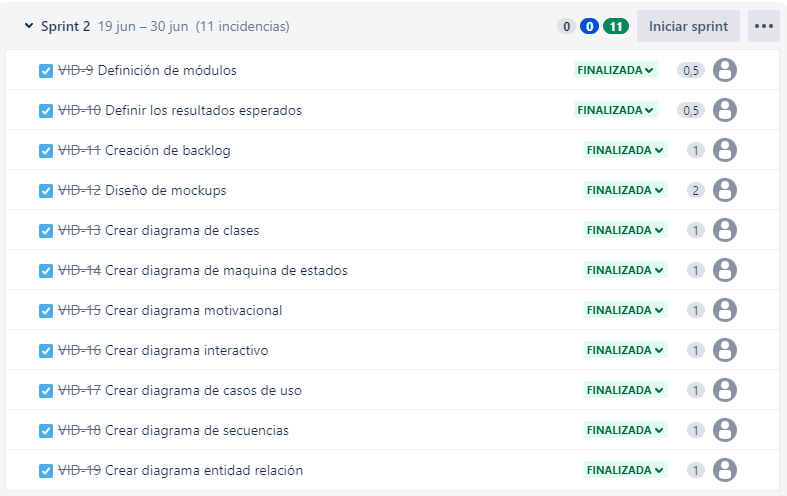 Sprint 2 19 jun – 30 jun (11 incidencias) 0 0 11 Iniciar sprint
VID-9 Definición de módulos FINALIZADA 0,5
VID-10 Definir los resultados esperados FINALIZADA 0,5
VID-11 Creación de backlog FINALIZADA 1
VID-12 Diseño de mockups FINALIZADA 2
VID-13 Crear diagrama de clases FINALIZADA 1
VID-14 Crear diagrama de maquina de estados FINALIZADA 1
VID-15 Crear diagrama motivacional FINALIZADA 1
VID-16 Crear diagrama interactivo FINALIZADA 1
VID-17 Crear diagrama de casos de uso FINALIZADA 1
VID-18 Crear diagrama de secuencias FINALIZADA 1
VID-19 Crear diagrama entidad relación FINALIZADA 1